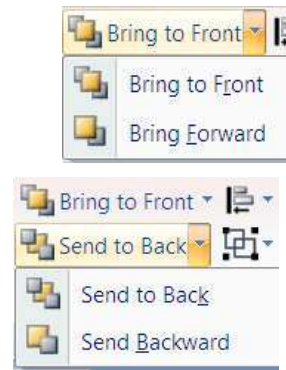 Bring to Front
Bring to Front
Bring Forward
Bring to Front
Send to Back
Send to Back
Send Backward